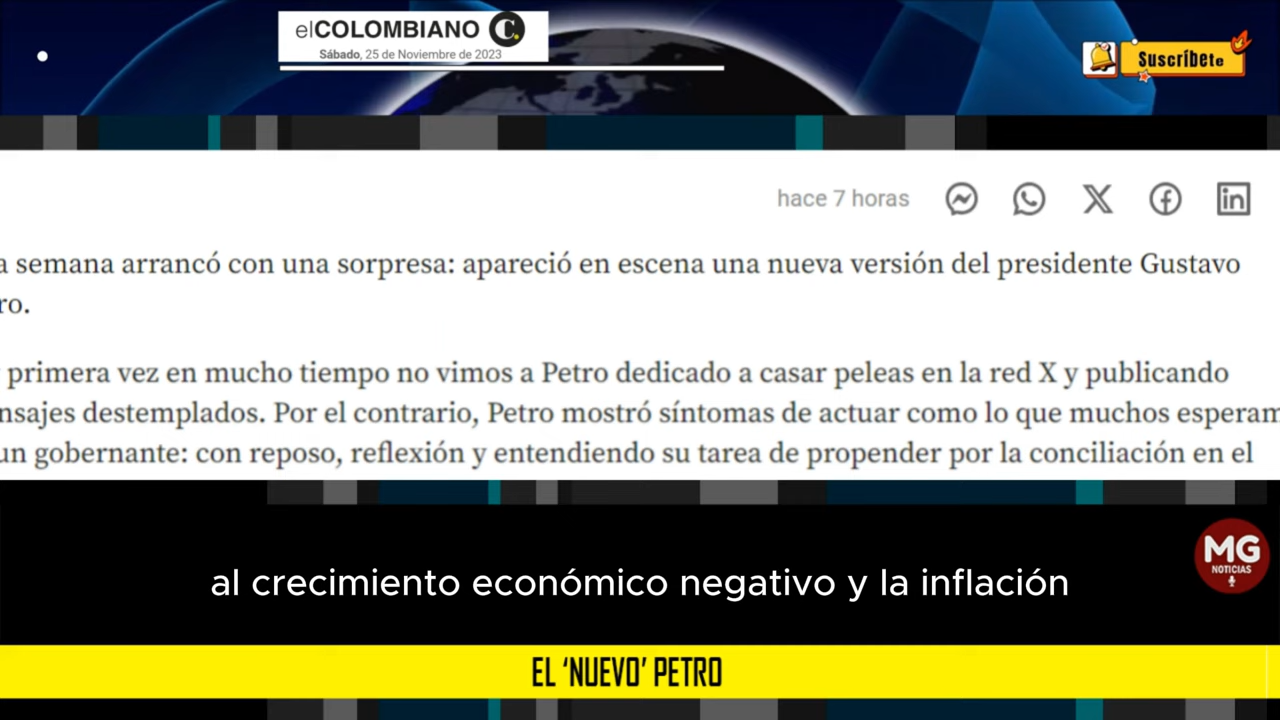 elCOLOMBIANO C.
Sábado, 25 de Noviembre de 2023
Suscríbete
hace 7 horas
a semana arrancó con una sorpresa: apareció en escena una nueva versión del presidente Gustavo
ro.
primera vez en mucho tiempo no vimos a Petro dedicado a casar peleas en la red X y publicando
nsajes destemplados. Por el contrario, Petro mostró síntomas de actuar como lo que muchos esperam
un gobernante: con reposo, reflexión y entendiendo su tarea de propender por la conciliación en el
MG
NOTICIAS
al crecimiento económico negativo y la inflación
EL ‘NUEVO’ PETRO